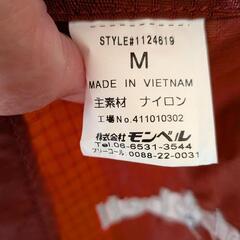 STYLE#1124619
M
MADE IN VIETNAM
主素材 ナイロン
工場No.411010302
株式会社モンベル
TEL.06-6531-3544
フリーコール 0088-22-0031